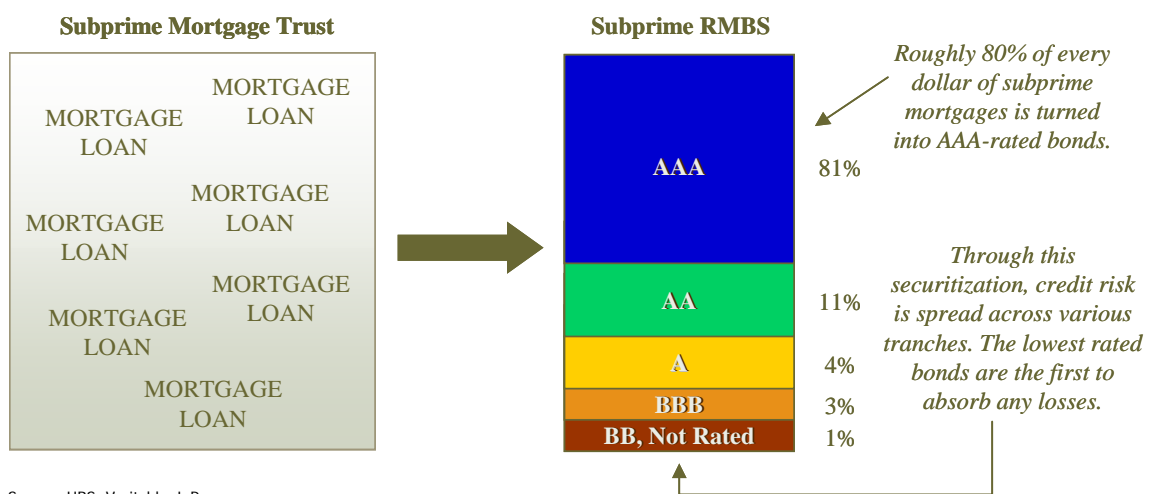 Subprime Mortgage Trust
MORTGAGE
LOAN
MORTGAGE
LOAN
MORTGAGE
LOAN
MORTGAGE
LOAN
MORTGAGE
LOAN
MORTGAGE
LOAN
MORTGAGE
LOAN
Subprime RMBS
AAA
81%
AA
11%
A
4%
BBB
3%
BB, Not Rated
1%
Roughly 80% of every
dollar of subprime
mortgages is turned
into AAA-rated bonds.
Through this
securitization, credit risk
is spread across various
tranches. The lowest rated
bonds are the first to
absorb any losses.